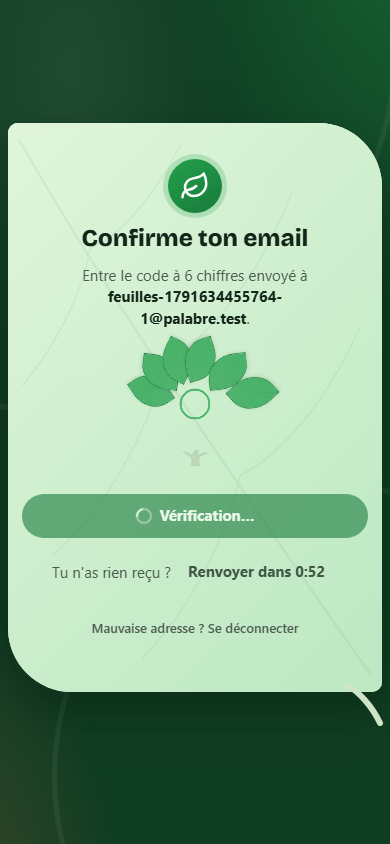 Confirme ton email
Entre le code à 6 chiffres envoyé à
feuilles-1791634455764-
1@palabre.test.
Vérification...
Tu n'as rien reçu ? Renvoyer dans 0:52
Mauvaise adresse ? Se déconnecter